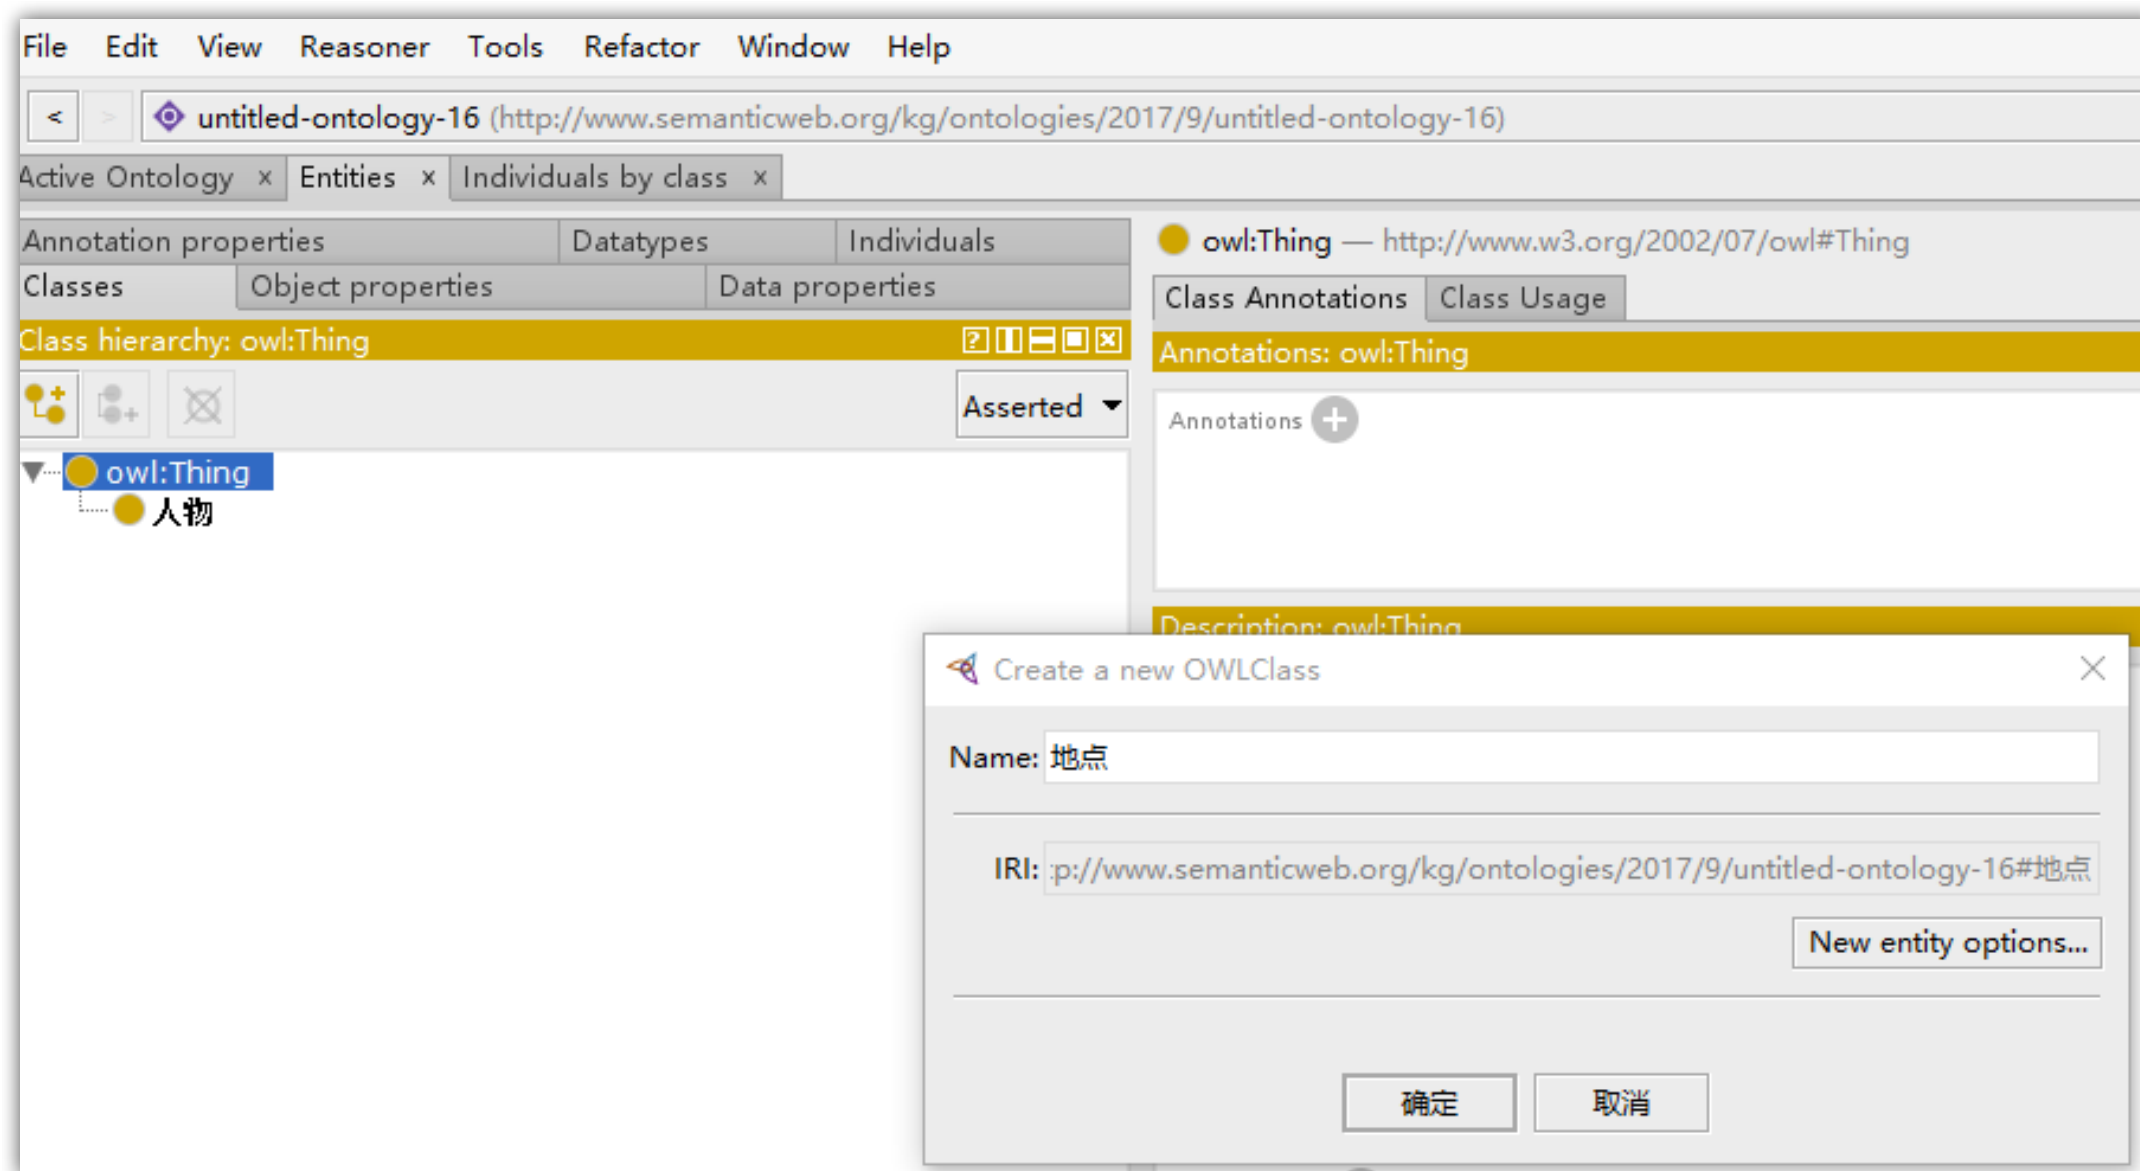 File Edit View Reasoner Tools Refactor Window Help
< > untitled-ontology-16 (http://www.semanticweb.org/kg/ontologies/2017/9/untitled-ontology-16)
Active Ontology × Entities × Individuals by class ×
Annotation properties Datatypes Individuals
Classes Object properties Data properties
Class hierarchy: owl:Thing
Asserted
owl:Thing
人物
owl:Thing — http://www.w3.org/2002/07/owl#Thing
Class Annotations Class Usage
Annotations: owl:Thing
Annotations
Description: owl:Thing
Create a new OWLClass
Name: 地点
IRI: :p://www.semanticweb.org/kg/ontologies/2017/9/untitled-ontology-16#地点
New entity options...
确定 取消